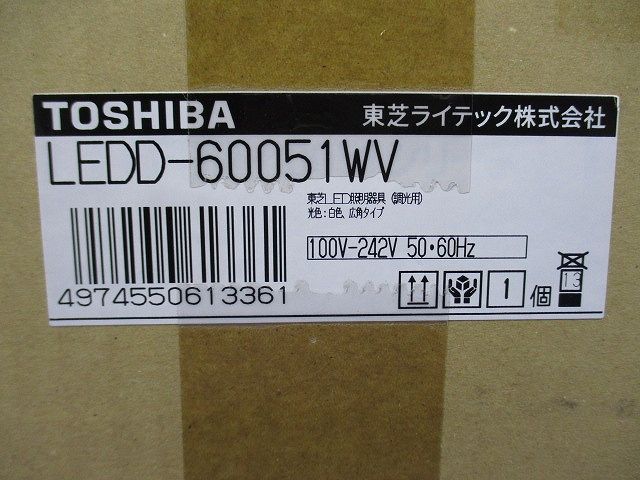 TOSHIBA 東芝ライテック株式会社
LEDD-60051WV
東芝LED照明器具 (調光用)
光色:白色、広角タイプ
100V-242V 50・60Hz
4974550613361
1 個 13